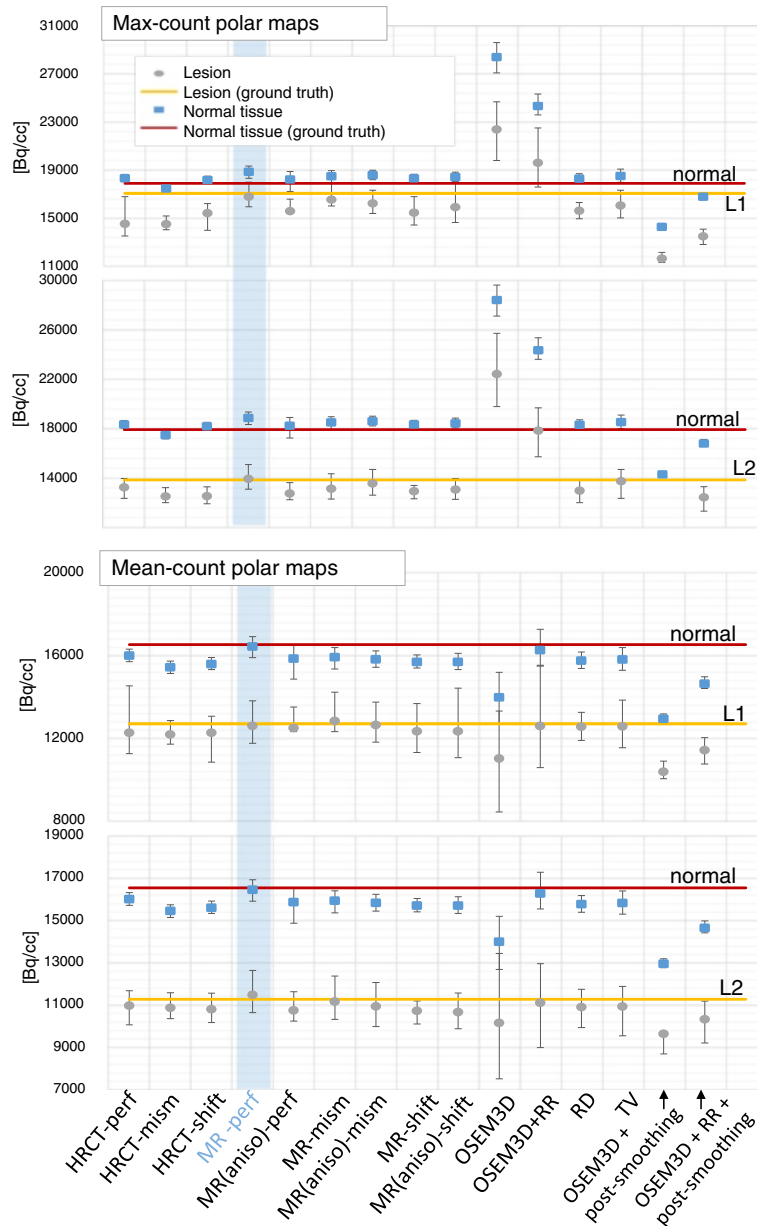 Max-count polar maps
31000
27000
23000
19000
15000
11000
[Bq/cc]
Lesion
Lesion (ground truth)
Normal tissue
Normal tissue (ground truth)
normal
L1
30000
26000
22000
18000
14000
[Bq/cc]
normal
L2
Mean-count polar maps
20000
16000
12000
8000
[Bq/cc]
normal
L1
19000
17000
15000
13000
11000
9000
7000
[Bq/cc]
normal
L2
HRCT-perf
HRCT-mism
HRCT-shift
MR -perf
MR(aniso)-perf
MR-mism
MR(aniso)-mism
MR-shift
MR(aniso)-shift
OSEM3D
OSEM3D+RR
RD
OSEM3D + TV
post-smoothing
OSEM3D + RR +
post-smoothing